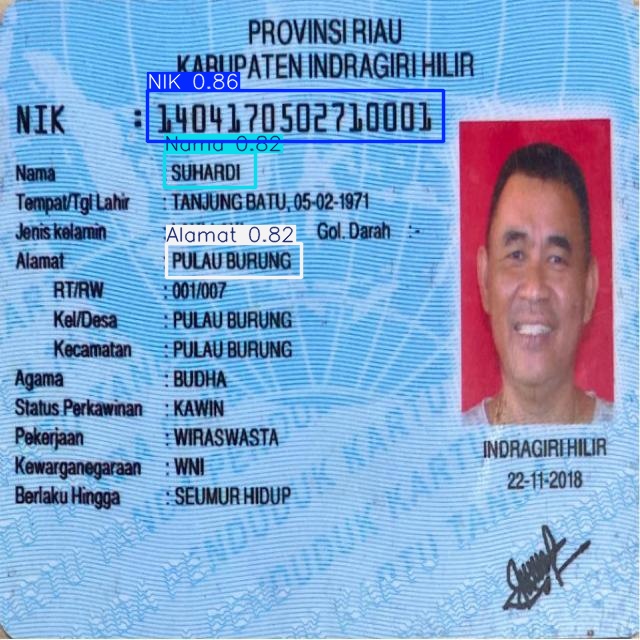 PROVINSI RIAU
KABUPATEN INDRAGIRI HILIR
NIK 0.86
NIK : 1404170502710001
Nama 0.82
Nama : SUHARDI
Tempat/Tgl Lahir : TANJUNG BATU, 05-02-1971
Jenis kelamin Gol. Darah :-
Alamat 0.82
Alamat : PULAU BURUNG
RT/RW : 001/007
Kel/Desa : PULAU BURUNG
Kecamatan : PULAU BURUNG
Agama : BUDHA
Status Perkawinan : KAWIN
Pekerjaan : WIRASWASTA
Kewarganegaraan : WNI
Berlaku Hingga : SEUMUR HIDUP
INDRAGIRI HILIR
22-11-2018